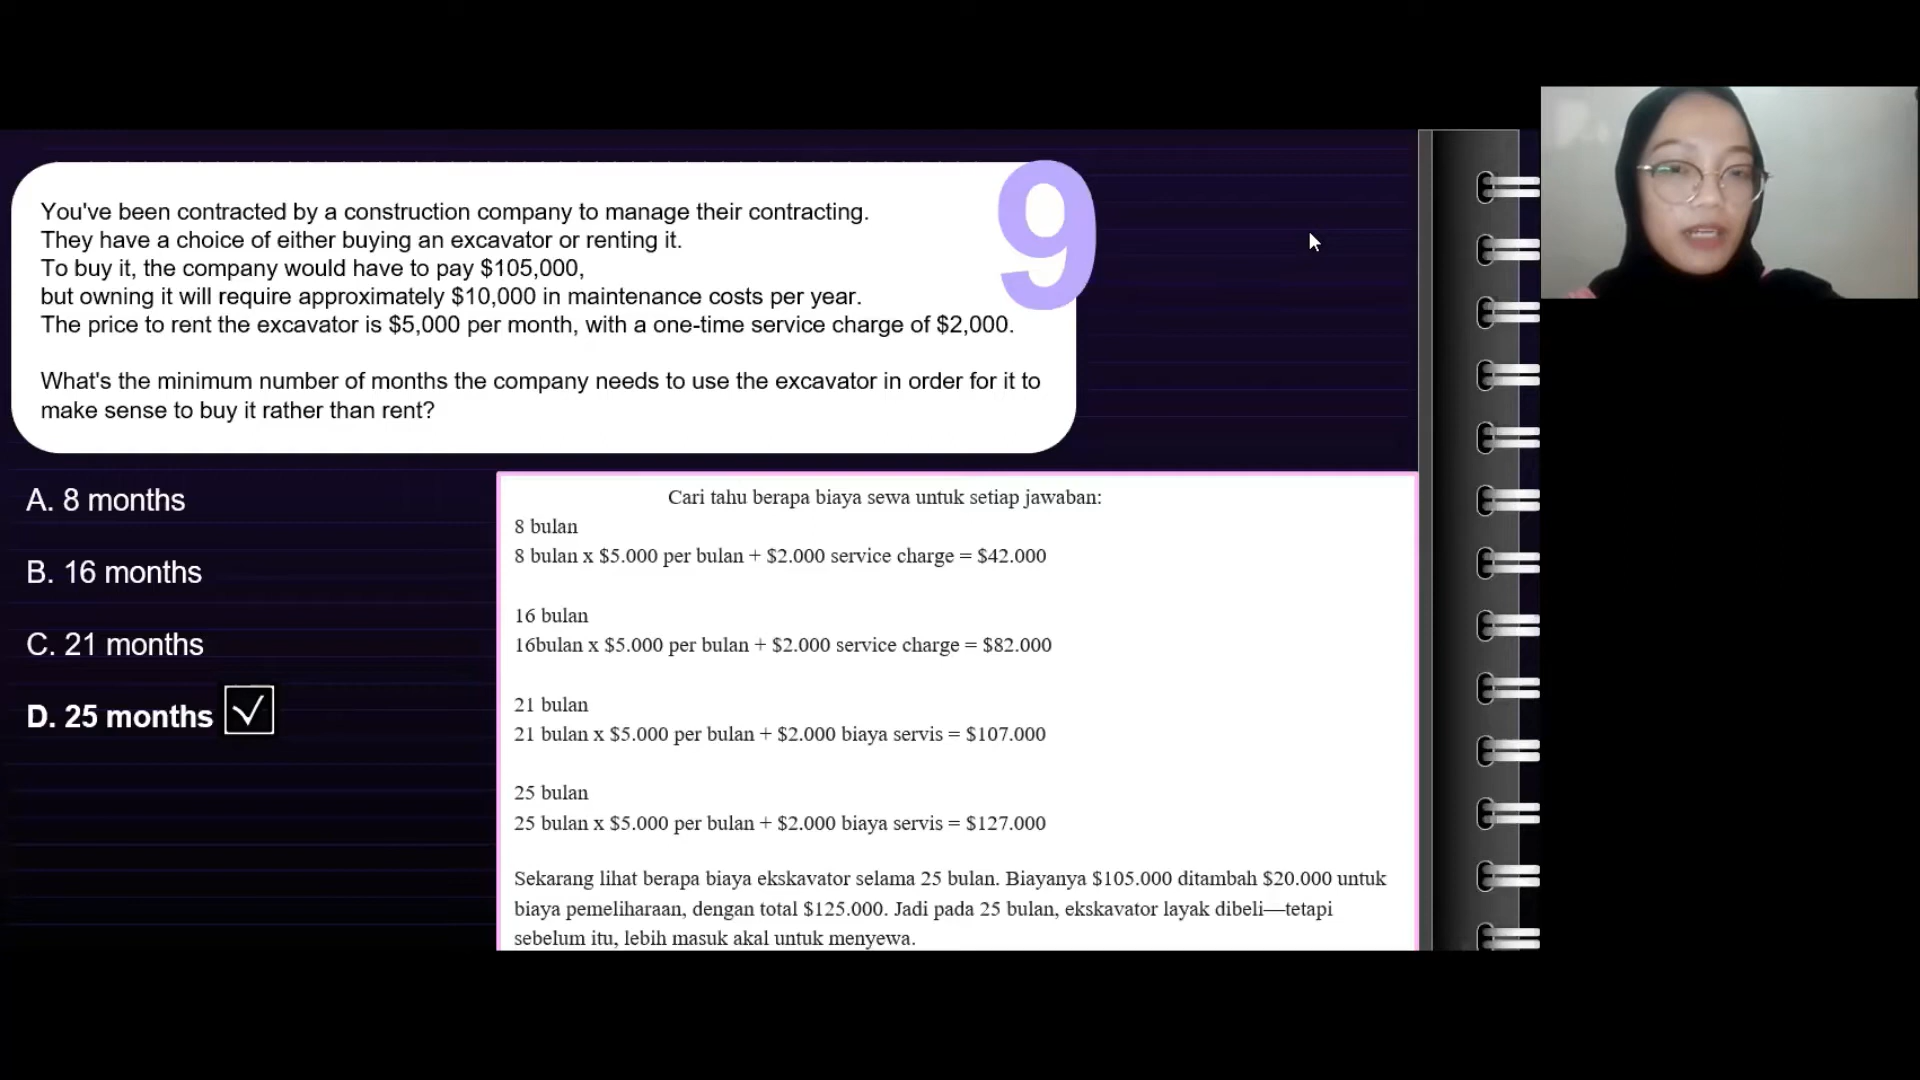 You've been contracted by a construction company to manage their contracting.
They have a choice of either buying an excavator or renting it.
To buy it, the company would have to pay $105,000,
but owning it will require approximately $10,000 in maintenance costs per year.
The price to rent the excavator is $5,000 per month, with a one-time service charge of $2,000.
What's the minimum number of months the company needs to use the excavator in order for it to
make sense to buy it rather than rent?
9
A. 8 months
B. 16 months
C. 21 months
D. 25 months
Cari tahu berapa biaya sewa untuk setiap jawaban:
8 bulan
8 bulan x $5.000 per bulan + $2.000 service charge = $42.000
16 bulan
16bulan x $5.000 per bulan + $2.000 service charge = $82.000
21 bulan
21 bulan x $5.000 per bulan + $2.000 biaya servis = $107.000
25 bulan
25 bulan x $5.000 per bulan + $2.000 biaya servis = $127.000
Sekarang lihat berapa biaya ekskavator selama 25 bulan. Biayanya $105.000 ditambah $20.000 untuk
biaya pemeliharaan, dengan total $125.000. Jadi pada 25 bulan, ekskavator layak dibeli—tetapi
sebelum itu, lebih masuk akal untuk menyewa.